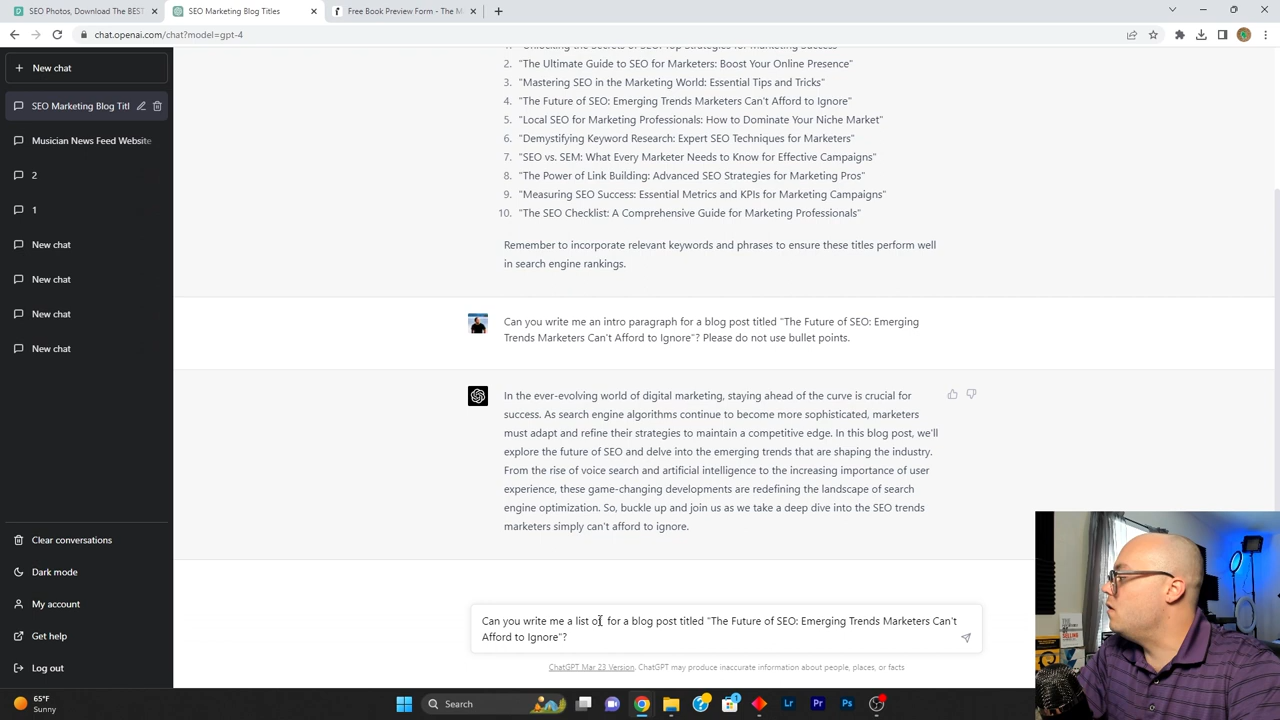 SEO Photos, Download The BEST
SEO Marketing Blog Titles
Free Book Preview Form - The M
chat.openai.com/chat?model=gpt-4
New chat
SEO Marketing Blog Titl
Musician News Feed Website
2
1
New chat
New chat
New chat
New chat
Clear conversations
Dark mode
My account
Get help
Log out
1. "Unlocking the Secrets of SEO: Top Strategies for Marketing Success"
2. "The Ultimate Guide to SEO for Marketers: Boost Your Online Presence"
3. "Mastering SEO in the Marketing World: Essential Tips and Tricks"
4. "The Future of SEO: Emerging Trends Marketers Can't Afford to Ignore"
5. "Local SEO for Marketing Professionals: How to Dominate Your Niche Market"
6. "Demystifying Keyword Research: Expert SEO Techniques for Marketers"
7. "SEO vs. SEM: What Every Marketer Needs to Know for Effective Campaigns"
8. "The Power of Link Building: Advanced SEO Strategies for Marketing Pros"
9. "Measuring SEO Success: Essential Metrics and KPIs for Marketing Campaigns"
10. "The SEO Checklist: A Comprehensive Guide for Marketing Professionals"
Remember to incorporate relevant keywords and phrases to ensure these titles perform well
in search engine rankings.
Can you write me an intro paragraph for a blog post titled "The Future of SEO: Emerging
Trends Marketers Can't Afford to Ignore"? Please do not use bullet points.
In the ever-evolving world of digital marketing, staying ahead of the curve is crucial for
success. As search engine algorithms continue to become more sophisticated, marketers
must adapt and refine their strategies to maintain a competitive edge. In this blog post, we'll
explore the future of SEO and delve into the emerging trends that are shaping the industry.
From the rise of voice search and artificial intelligence to the increasing importance of user
experience, these game-changing developments are redefining the landscape of search
engine optimization. So, buckle up and join us as we take a deep dive into the SEO trends
marketers simply can't afford to ignore.
Can you write me a list of for a blog post titled "The Future of SEO: Emerging Trends Marketers Can't
Afford to Ignore"?
ChatGPT Mar 23 Version. ChatGPT may produce inaccurate information about people, places, or facts
65°F
Sunny
Search
Lr
Pr
Ps